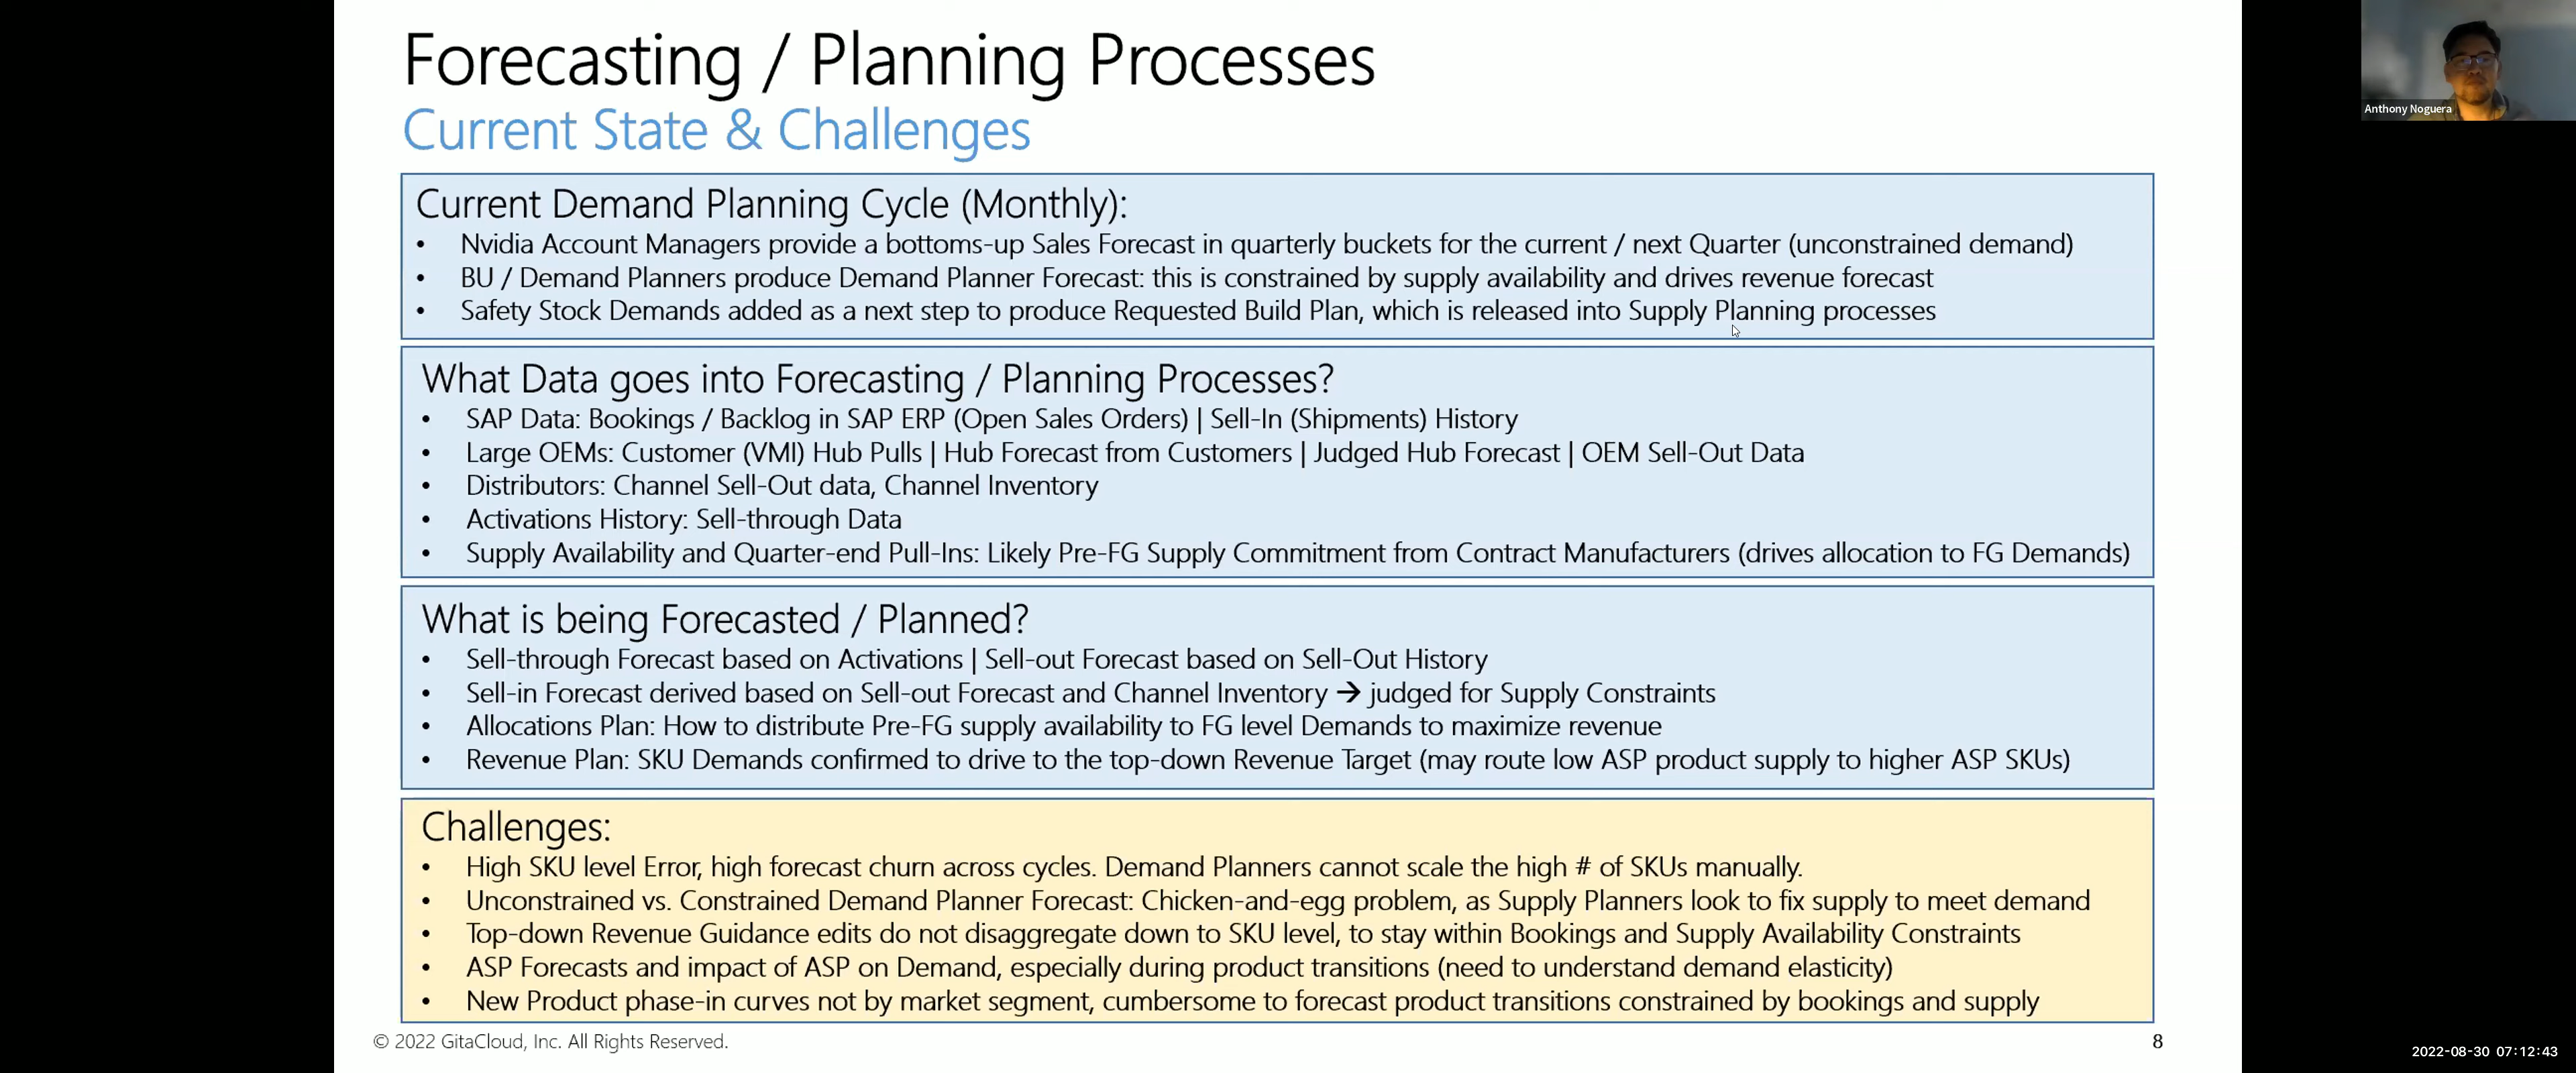 Forecasting / Planning Processes
Current State & Challenges
Anthony Noguera
Current Demand Planning Cycle (Monthly):
• Nvidia Account Managers provide a bottoms-up Sales Forecast in quarterly buckets for the current / next Quarter (unconstrained demand)
• BU / Demand Planners produce Demand Planner Forecast: this is constrained by supply availability and drives revenue forecast
• Safety Stock Demands added as a next step to produce Requested Build Plan, which is released into Supply Planning processes
What Data goes into Forecasting / Planning Processes?
• SAP Data: Bookings / Backlog in SAP ERP (Open Sales Orders) | Sell-In (Shipments) History
• Large OEMs: Customer (VMI) Hub Pulls | Hub Forecast from Customers | Judged Hub Forecast | OEM Sell-Out Data
• Distributors: Channel Sell-Out data, Channel Inventory
• Activations History: Sell-through Data
• Supply Availability and Quarter-end Pull-Ins: Likely Pre-FG Supply Commitment from Contract Manufacturers (drives allocation to FG Demands)
What is being Forecasted / Planned?
• Sell-through Forecast based on Activations | Sell-out Forecast based on Sell-Out History
• Sell-in Forecast derived based on Sell-out Forecast and Channel Inventory → judged for Supply Constraints
• Allocations Plan: How to distribute Pre-FG supply availability to FG level Demands to maximize revenue
• Revenue Plan: SKU Demands confirmed to drive to the top-down Revenue Target (may route low ASP product supply to higher ASP SKUs)
Challenges:
• High SKU level Error, high forecast churn across cycles. Demand Planners cannot scale the high # of SKUs manually.
• Unconstrained vs. Constrained Demand Planner Forecast: Chicken-and-egg problem, as Supply Planners look to fix supply to meet demand
• Top-down Revenue Guidance edits do not disaggregate down to SKU level, to stay within Bookings and Supply Availability Constraints
• ASP Forecasts and impact of ASP on Demand, especially during product transitions (need to understand demand elasticity)
• New Product phase-in curves not by market segment, cumbersome to forecast product transitions constrained by bookings and supply
© 2022 GitaCloud, Inc. All Rights Reserved.
8
2022-08-30 07:12:43